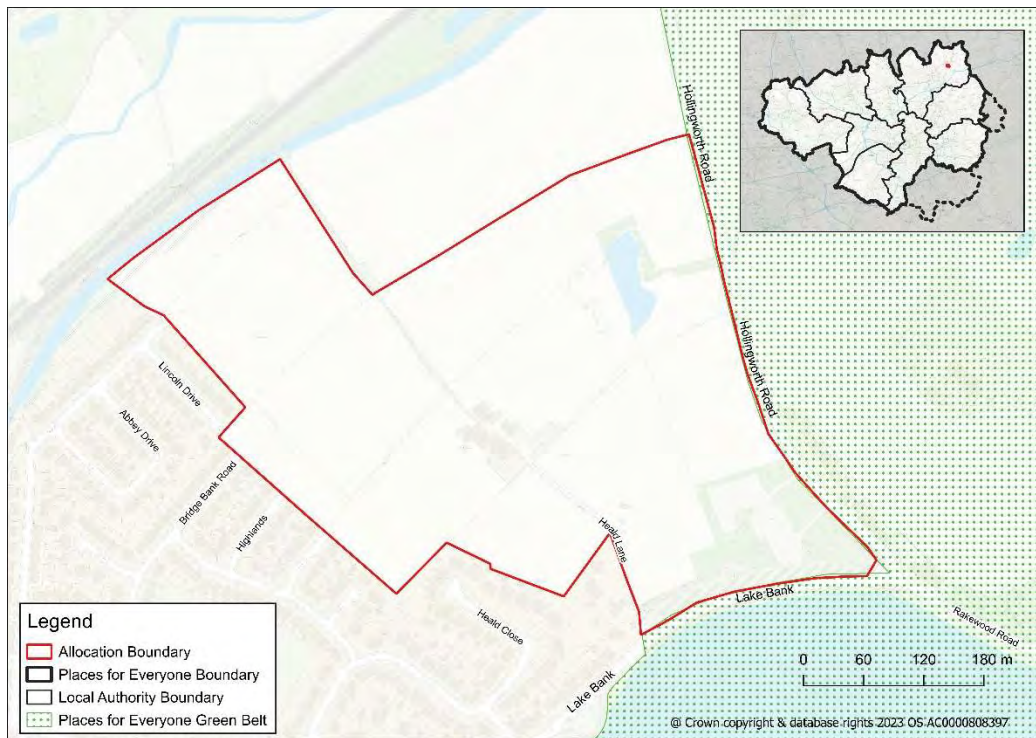 Hollingworth Road
Hollingworth Road
Lincoln Drive
Abbey Drive
Bridge Bank Road
Highlands
Heald Lane
Heald Close
Lake Bank
Lake Bank
Rakewood Road
Legend
Allocation Boundary
Places for Everyone Boundary
Local Authority Boundary
Places for Everyone Green Belt
0 60 120 180 m
@ Crown copyright & database rights 2023 OS AC0000808397